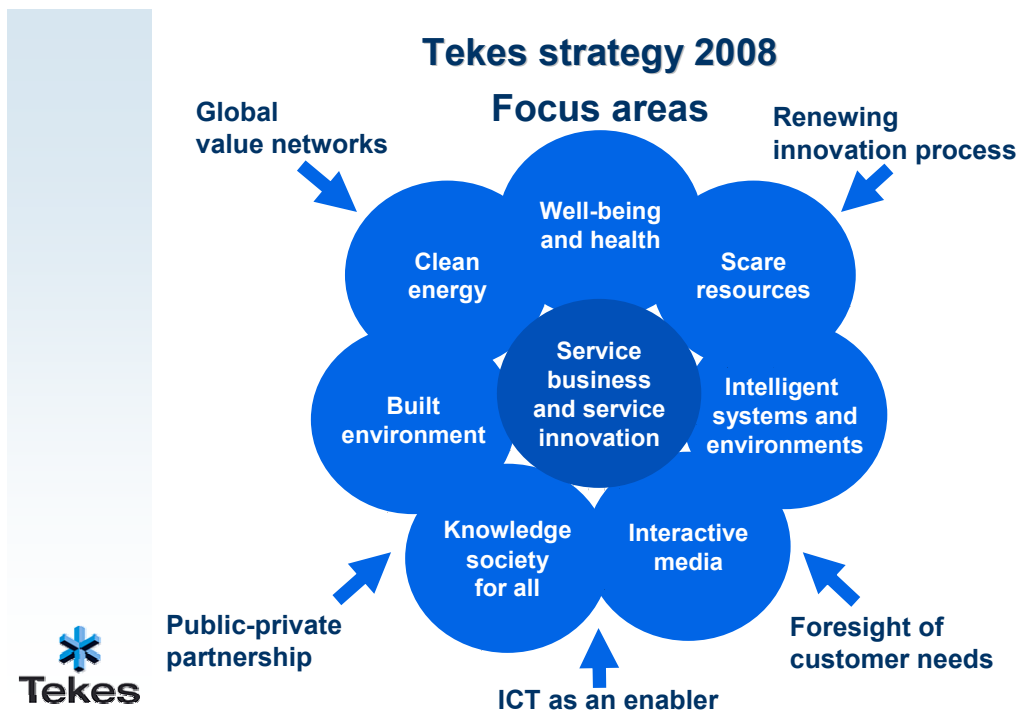 Tekes strategy 2008
Focus areas
Global
value networks
Renewing
innovation process
Well-being
and health
Clean
energy
Scare
resources
Service
business
and service
innovation
Built
environment
Intelligent
systems and
environments
Knowledge
society
for all
Interactive
media
Public-private
partnership
Foresight of
customer needs
ICT as an enabler
Tekes